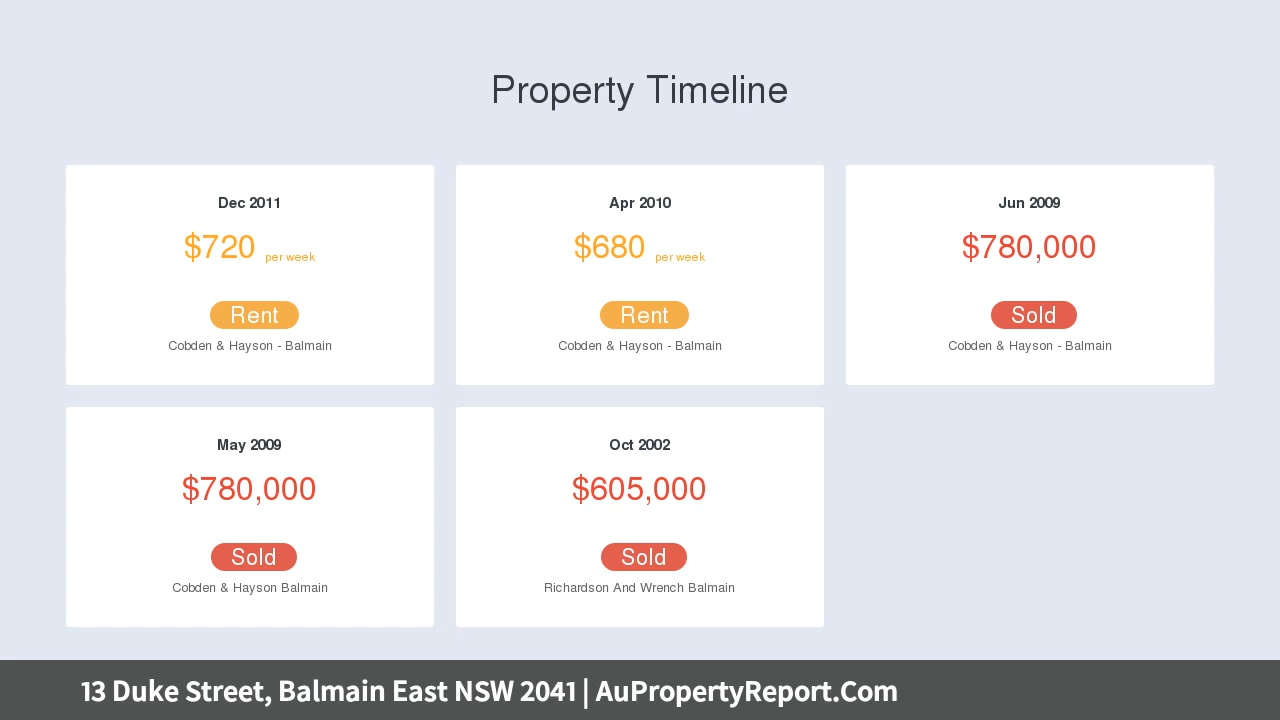 Property Timeline
Dec 2011
$720 per week
Rent
Cobden & Hayson - Balmain
Apr 2010
$680 per week
Rent
Cobden & Hayson - Balmain
Jun 2009
$780,000
Sold
Cobden & Hayson - Balmain
May 2009
$780,000
Sold
Cobden & Hayson Balmain
Oct 2002
$605,000
Sold
Richardson And Wrench Balmain
13 Duke Street, Balmain East NSW 2041 | AuPropertyReport.Com